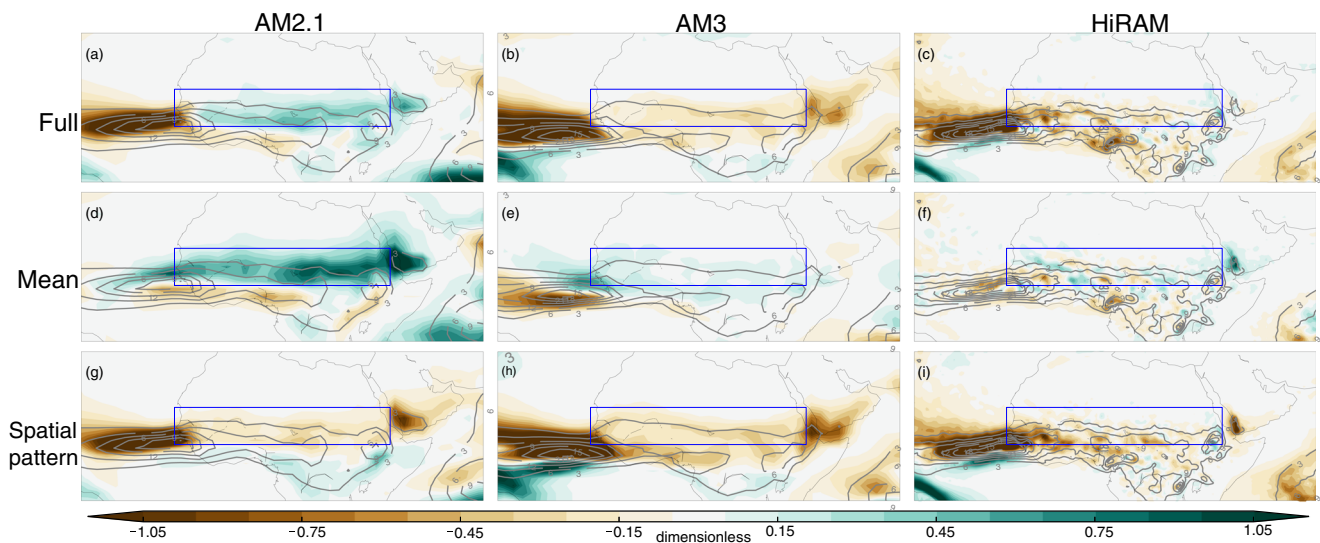 AM2.1 AM3 HiRAM
(a) (b) (c)
Full
(d) (e) (f)
Mean
(g) (h) (i)
Spatial
pattern
−1.05 −0.75 −0.45 −0.15 0.15 0.45 0.75 1.05
dimensionless